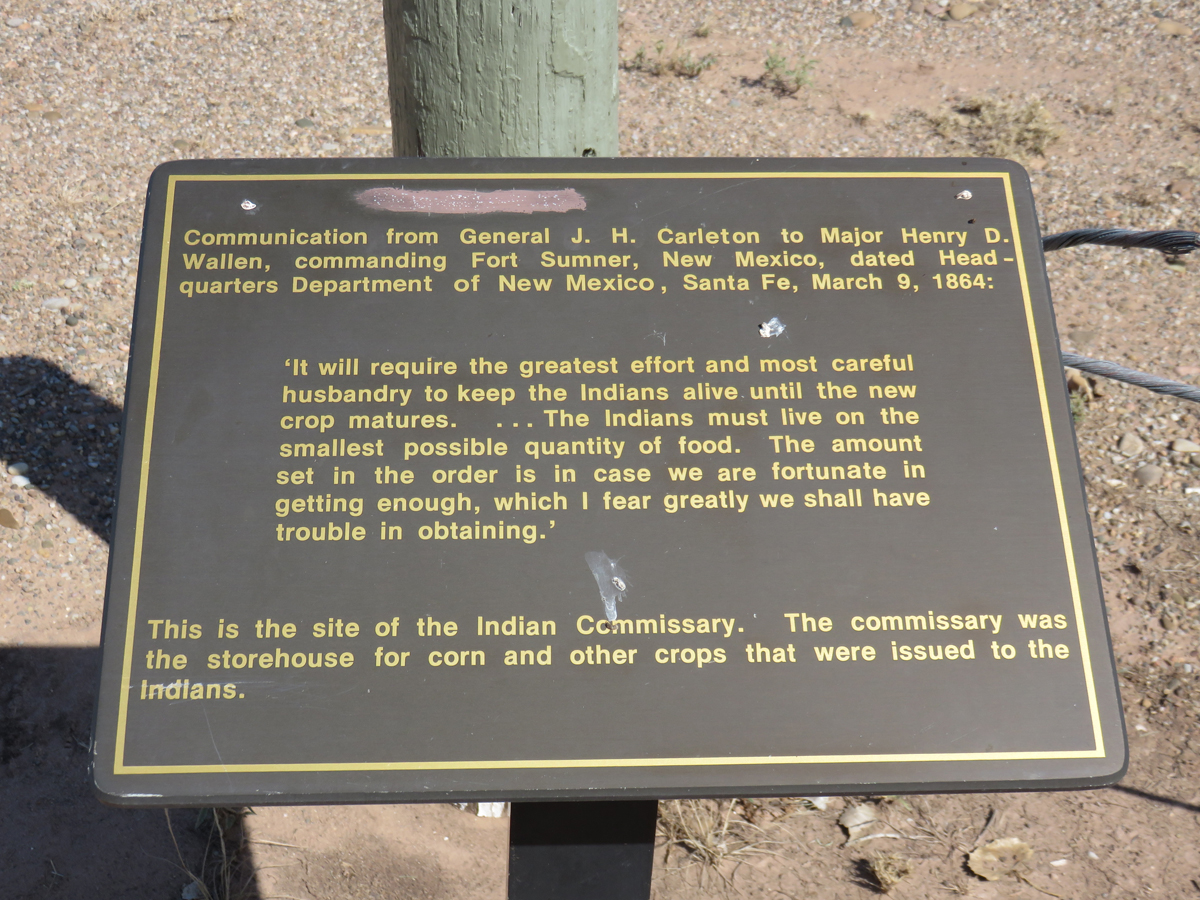 Communication from General J. H. Carleton to Major Henry D.
Wallen, commanding Fort Sumner, New Mexico, dated Head-
quarters Department of New Mexico, Santa Fe, March 9, 1864:
‘It will require the greatest effort and most careful
husbandry to keep the Indians alive until the new
crop matures. ... The Indians must live on the
smallest possible quantity of food. The amount
set in the order is in case we are fortunate in
getting enough, which I fear greatly we shall have
trouble in obtaining.’
This is the site of the Indian Commissary. The commissary was
the storehouse for corn and other crops that were issued to the
Indians.